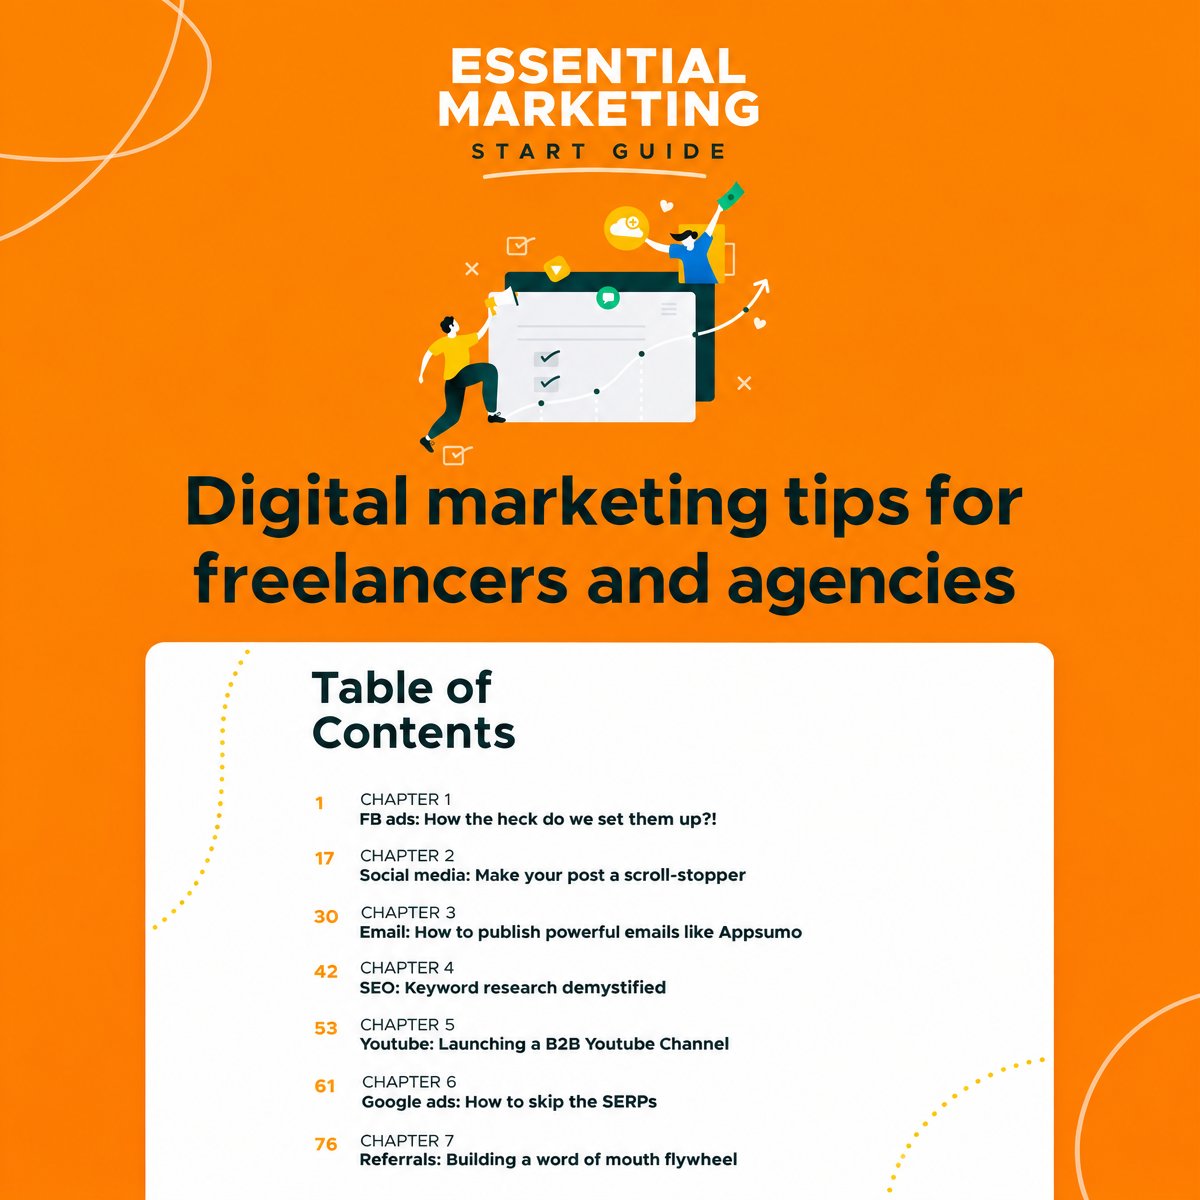 ESSENTIAL
MARKETING
START GUIDE
Digital marketing tips for
freelancers and agencies
Table of
Contents
1 CHAPTER 1
FB ads: How the heck do we set them up?!
17 CHAPTER 2
Social media: Make your post a scroll-stopper
30 CHAPTER 3
Email: How to publish powerful emails like Appsumo
42 CHAPTER 4
SEO: Keyword research demystified
53 CHAPTER 5
Youtube: Launching a B2B Youtube Channel
61 CHAPTER 6
Google ads: How to skip the SERPs
76 CHAPTER 7
Referrals: Building a word of mouth flywheel